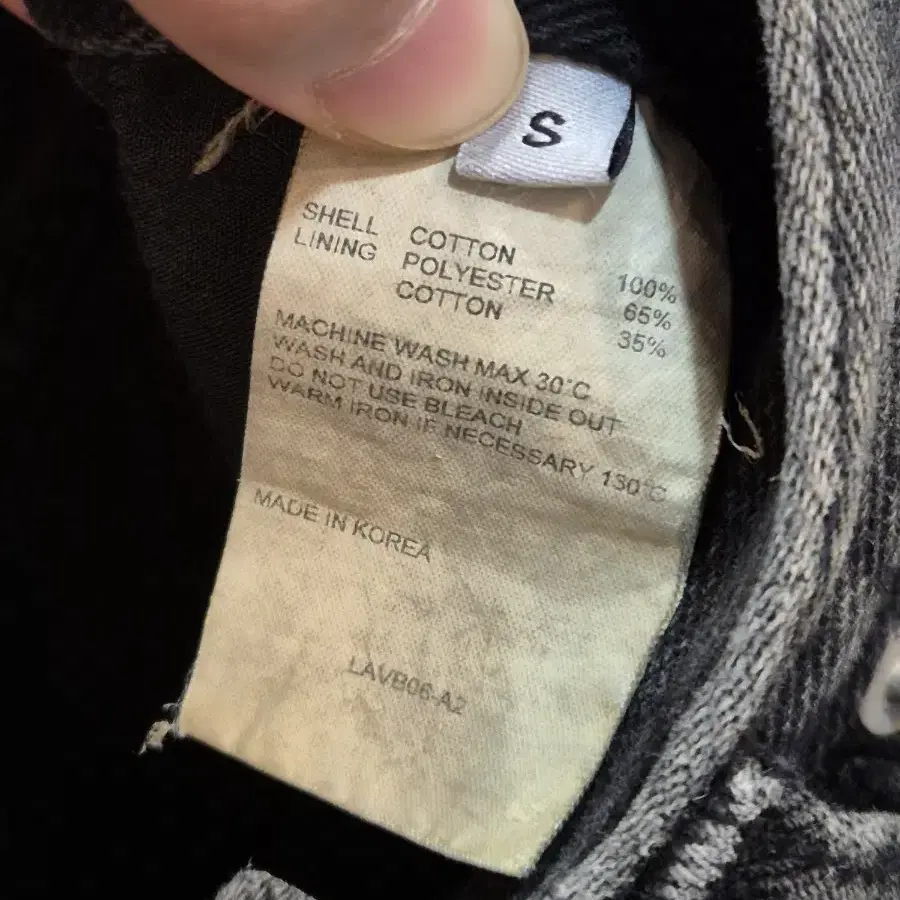 S
SHELL COTTON 100%
LINING POLYESTER 65%
COTTON 35%
MACHINE WASH MAX 30°C
WASH AND IRON INSIDE OUT
DO NOT USE BLEACH
WARM IRON IF NECESSARY 130°C
MADE IN KOREA
LAVB06-A2